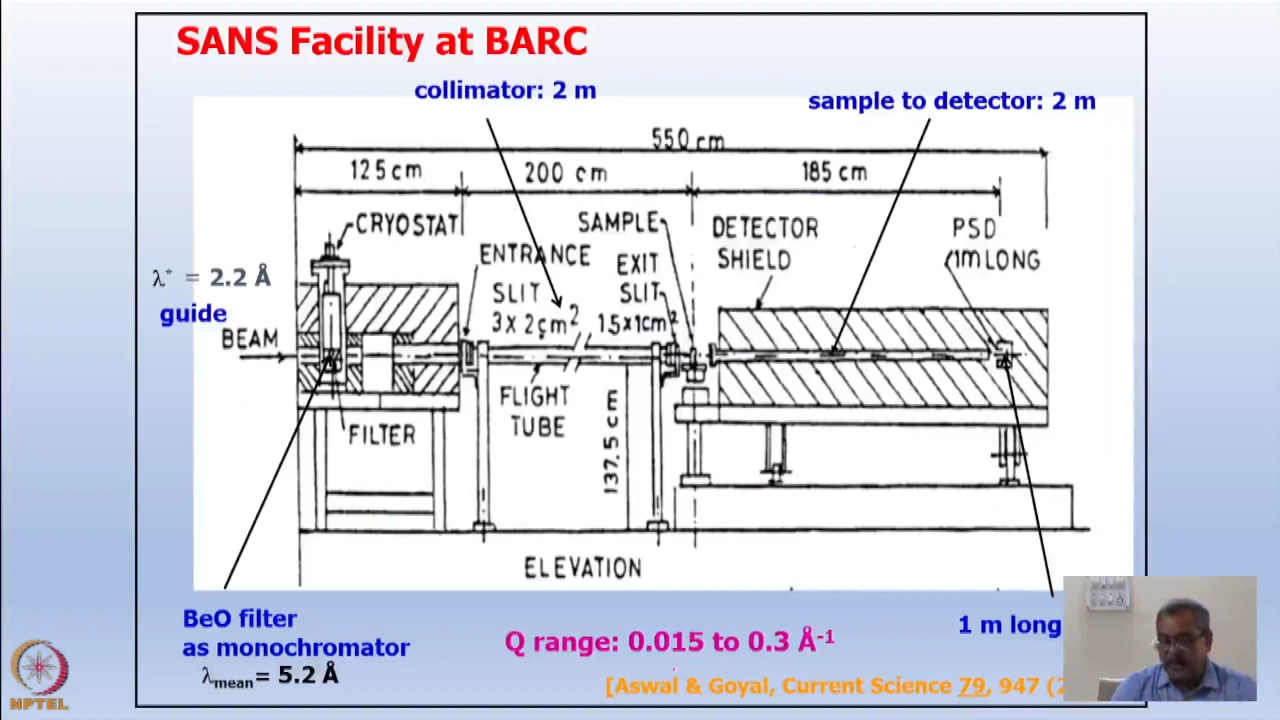 SANS Facility at BARC
collimator: 2 m
sample to detector: 2 m
550 cm
125 cm
200 cm
185 cm
CRYOSTAT
SAMPLE
DETECTOR
SHIELD
PSD
1m LONG
ENTRANCE
SLIT
3 x 2 cm²
EXIT
SLIT
1.5 x 1 cm²
λ* = 2.2 Å
guide
BEAM
FLIGHT
TUBE
137.5 cm
FILTER
ELEVATION
BeO filter
as monochromator
λmean = 5.2 Å
Q range: 0.015 to 0.3 Å-1
1 m long
[Aswal & Goyal, Current Science 79, 947 (
NPTEL